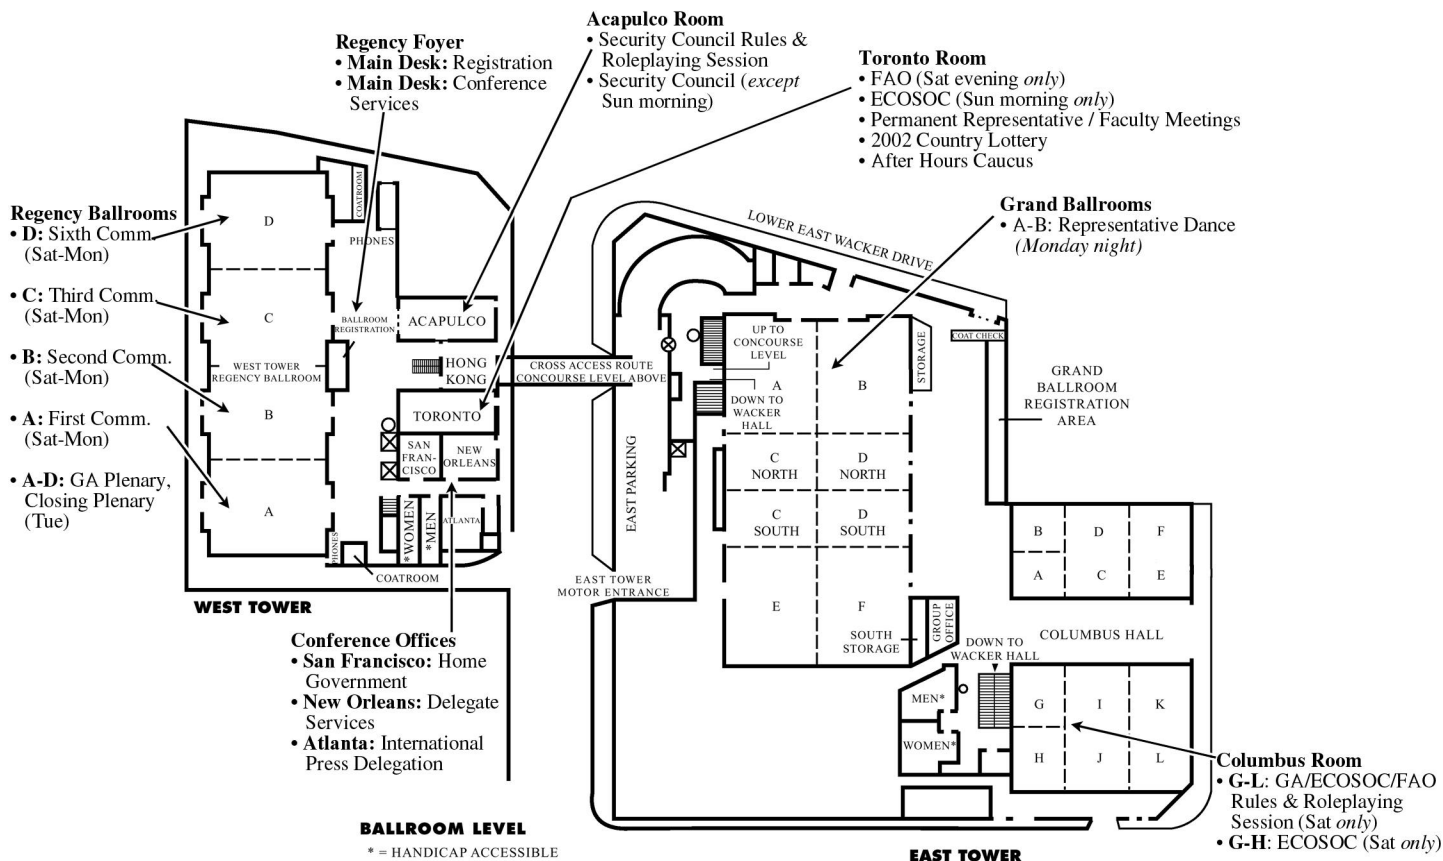 Regency Foyer
• Main Desk: Registration
• Main Desk: Conference
Services
Acapulco Room
• Security Council Rules &
Roleplaying Session
• Security Council (except
Sun morning)
Toronto Room
• FAO (Sat evening only)
• ECOSOC (Sun morning only)
• Permanent Representative / Faculty Meetings
• 2002 Country Lottery
• After Hours Caucus
Grand Ballrooms
• A-B: Representative Dance
(Monday night)
Regency Ballrooms
• D: Sixth Comm.
(Sat-Mon)
• C: Third Comm.
(Sat-Mon)
• B: Second Comm.
(Sat-Mon)
• A: First Comm.
(Sat-Mon)
• A-D: GA Plenary,
Closing Plenary
(Tue)
COATROOM
D
PHONES
C
BALLROOM
REGISTRATION
ACAPULCO
WEST TOWER
REGENCY BALLROOM
HONG
KONG
CROSS ACCESS ROUTE
CONCOURSE LEVEL ABOVE
B
TORONTO
SAN
FRAN-
CISCO
NEW
ORLEANS
A
*WOMEN
*MEN
ATLANTA
PHONES
COATROOM
WEST TOWER
Conference Offices
• San Francisco: Home
Government
• New Orleans: Delegate
Services
• Atlanta: International
Press Delegation
BALLROOM LEVEL
* = HANDICAP ACCESSIBLE
LOWER EAST WACKER DRIVE
UP TO
CONCOURSE
LEVEL
A
B
DOWN TO
WACKER
HALL
STORAGE
COAT CHECK
GRAND
BALLROOM
REGISTRATION
AREA
EAST PARKING
C
NORTH
D
NORTH
C
SOUTH
D
SOUTH
EAST TOWER
MOTOR ENTRANCE
E
F
SOUTH
STORAGE
GROUP
OFFICE
B
D
F
A
C
E
COLUMBUS HALL
DOWN TO
WACKER HALL
MEN*
WOMEN*
G
I
K
H
J
L
Columbus Room
• G-L: GA/ECOSOC/FAO
Rules & Roleplaying
Session (Sat only)
• G-H: ECOSOC (Sat only)
EAST TOWER